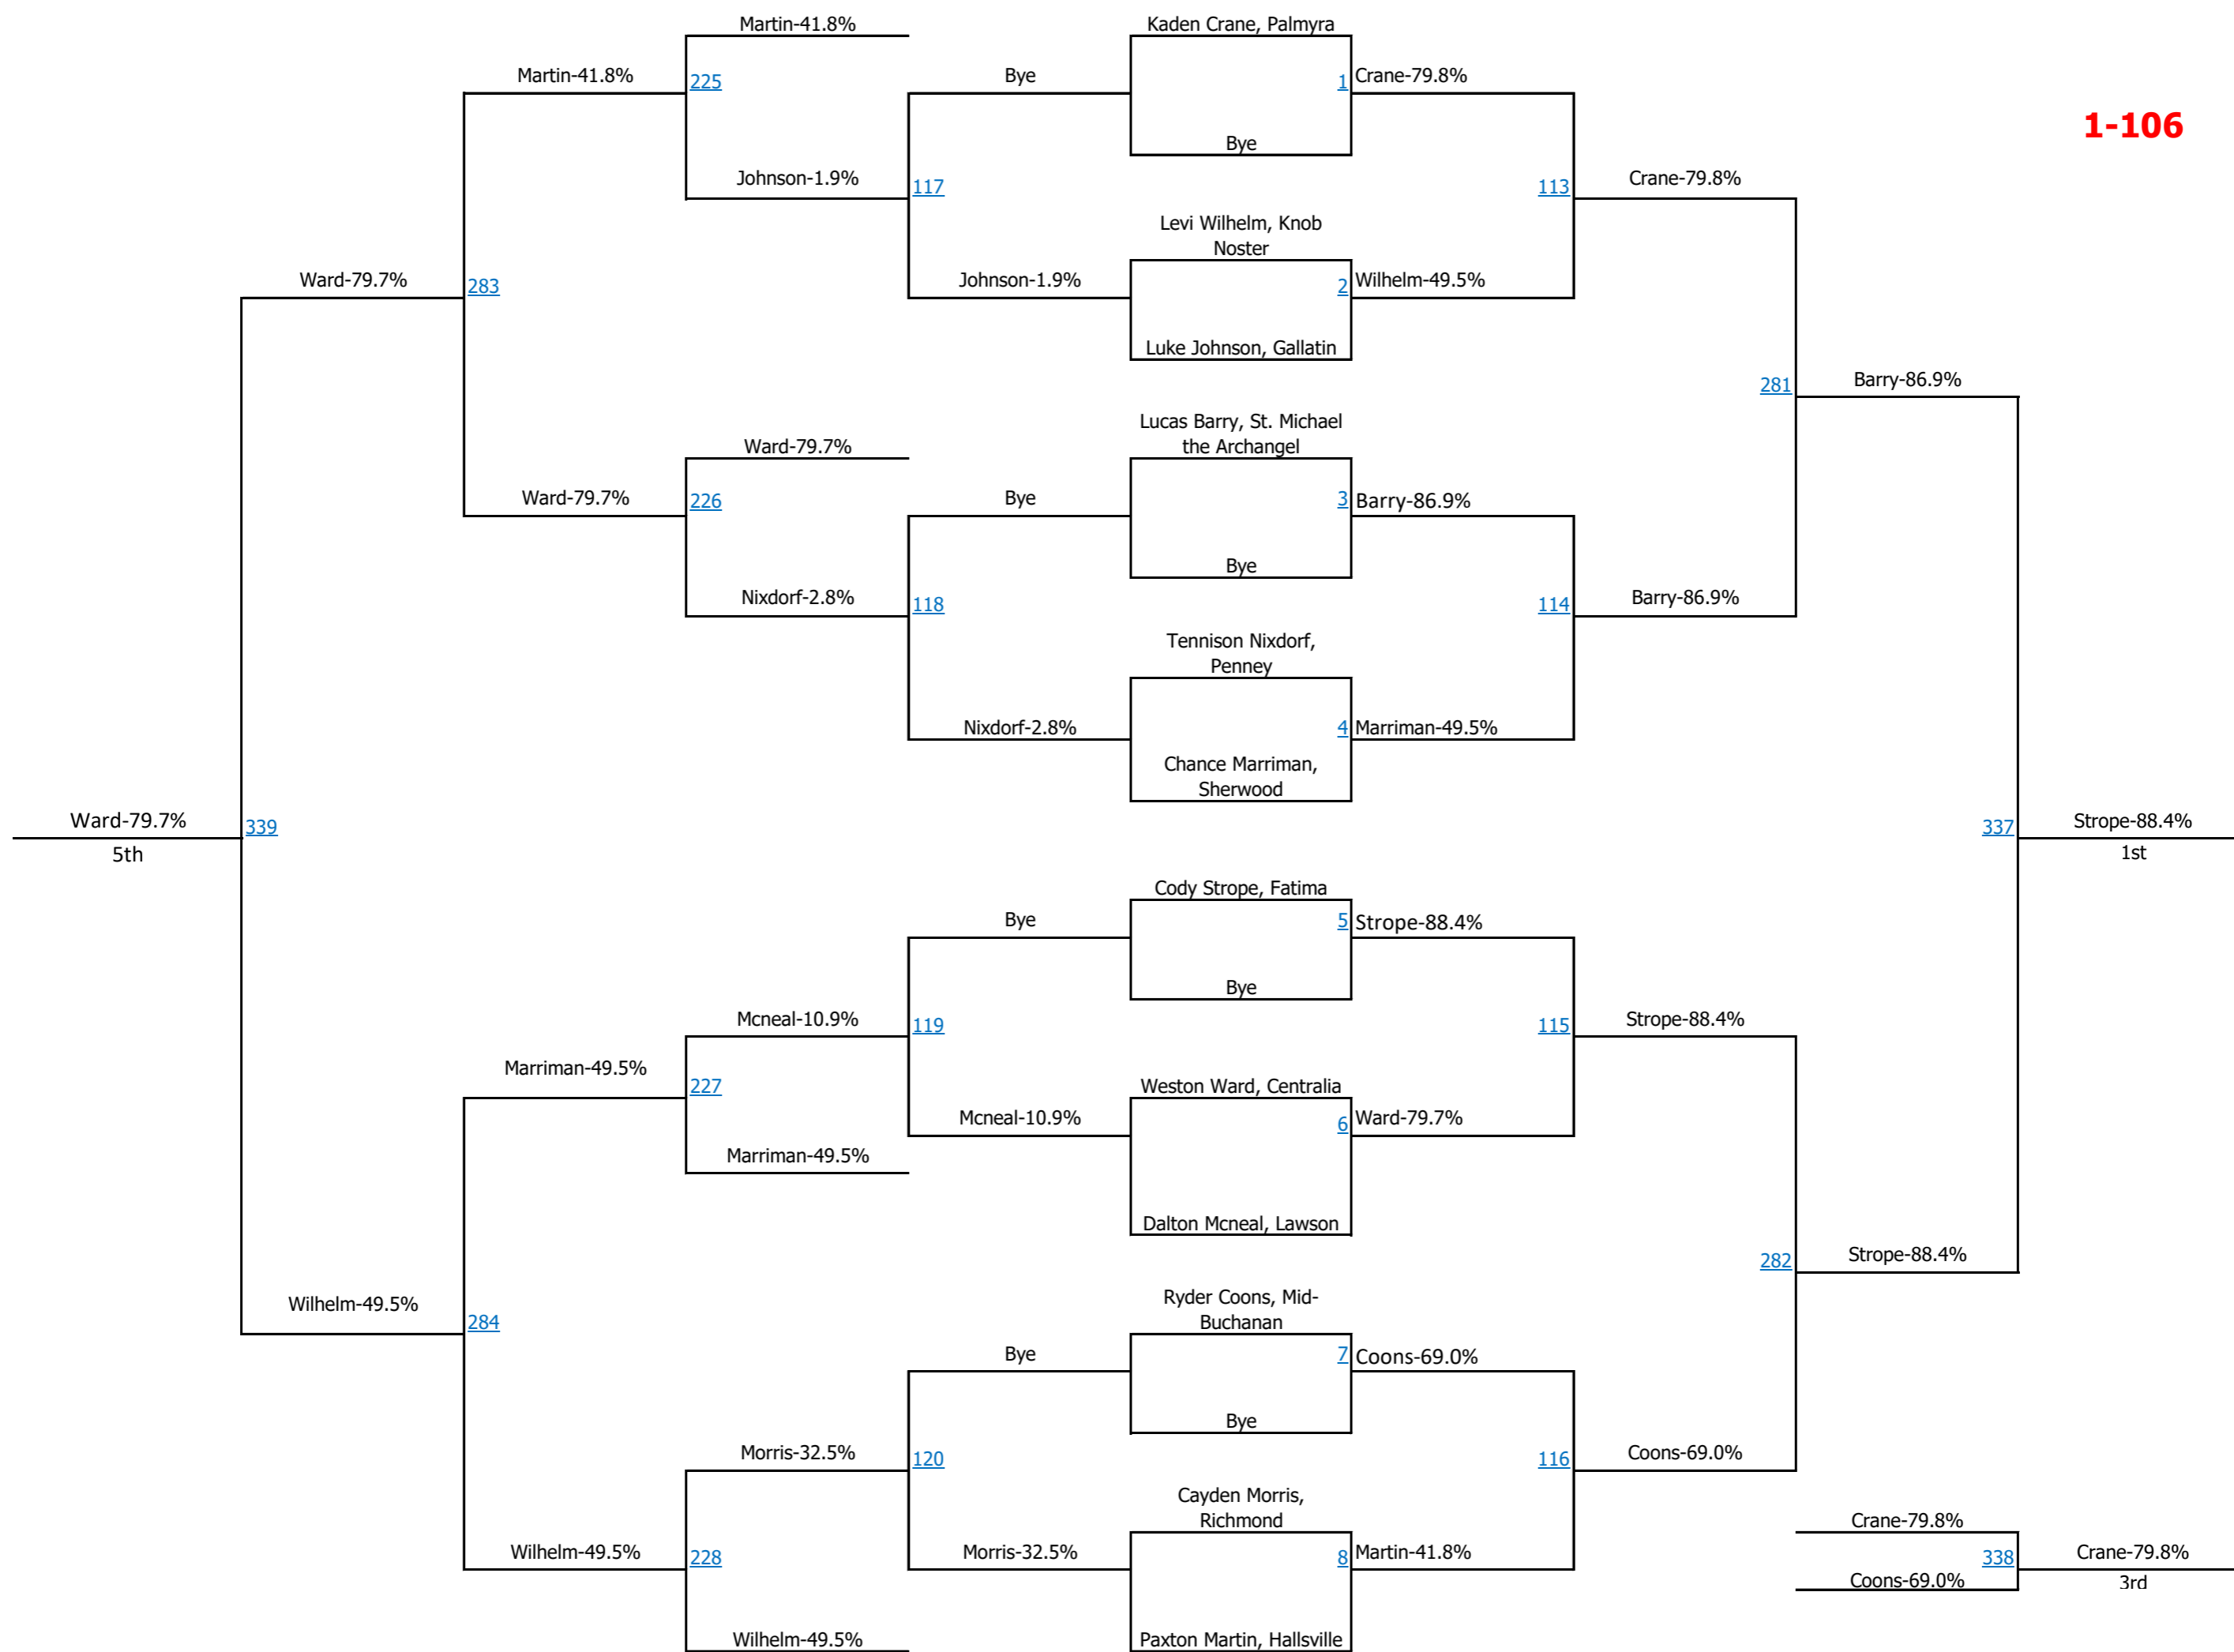 Martin-41.8%
Kaden Crane, Palmyra
Martin-41.8%
225
Bye
1
Crane-79.8%
1-106
Bye
Johnson-1.9%
117
113
Crane-79.8%
Levi Wilhelm, Knob
Noster
Ward-79.7%
283
Johnson-1.9%
2
Wilhelm-49.5%
Luke Johnson, Gallatin
281
Barry-86.9%
Lucas Barry, St. Michael
the Archangel
Ward-79.7%
Ward-79.7%
226
Bye
3
Barry-86.9%
Bye
Nixdorf-2.8%
118
114
Barry-86.9%
Tennison Nixdorf,
Penney
Nixdorf-2.8%
4
Marriman-49.5%
Chance Marriman,
Sherwood
Ward-79.7%
339
337
Strope-88.4%
5th
1st
Cody Strope, Fatima
Bye
5
Strope-88.4%
Bye
Mcneal-10.9%
119
115
Strope-88.4%
Marriman-49.5%
227
Weston Ward, Centralia
Mcneal-10.9%
6
Ward-79.7%
Marriman-49.5%
Dalton Mcneal, Lawson
282
Strope-88.4%
Wilhelm-49.5%
284
Ryder Coons, Mid-
Buchanan
Bye
7
Coons-69.0%
Bye
Morris-32.5%
120
116
Coons-69.0%
Cayden Morris,
Richmond
Crane-79.8%
Wilhelm-49.5%
228
Morris-32.5%
8
Martin-41.8%
338
Crane-79.8%
Coons-69.0%
3rd
Wilhelm-49.5%
Paxton Martin, Hallsville